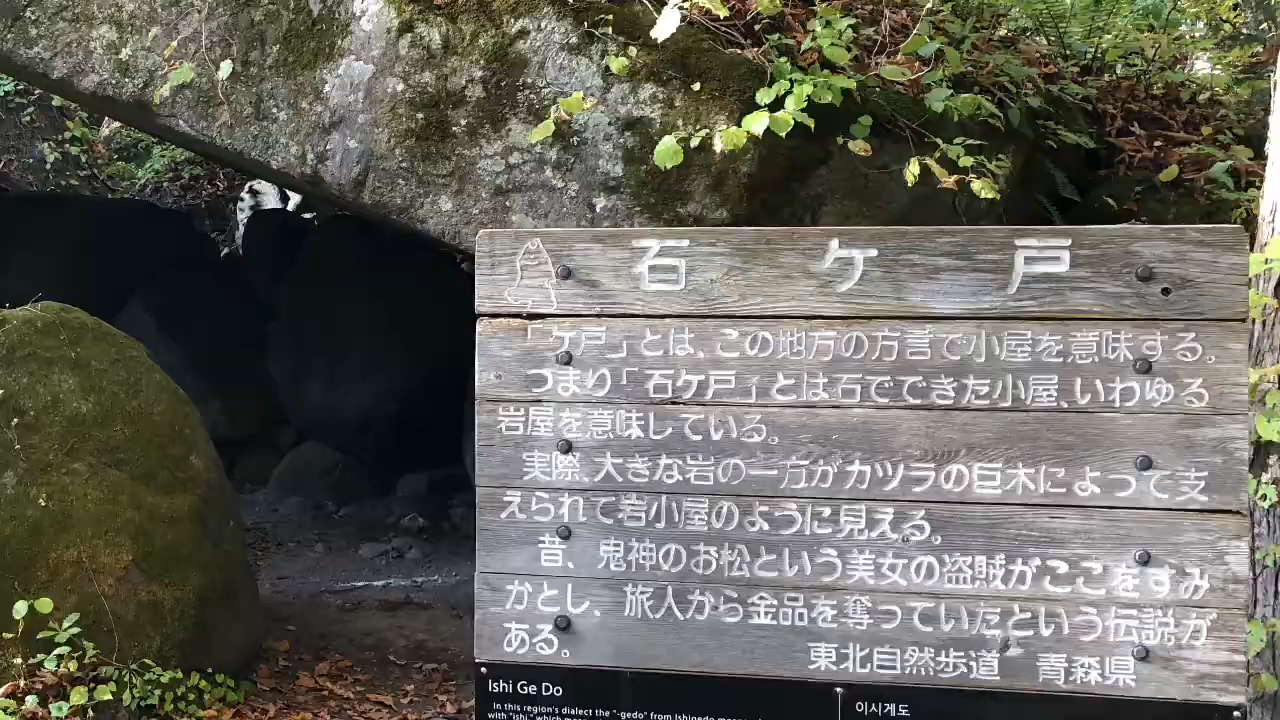 石ヶ戸
「ケ戸」とは、この地方の方言で小屋を意味する。
つまり「石ケ戸」とは石でできた小屋、いわゆる
岩屋を意味している。
実際、大きな岩の一方がカツラの巨木によって支
えられて岩小屋のように見える。
昔、鬼神のお松という美女の盗賊がここをすみ
かとし、旅人から金品を奪っていたという伝説が
ある。
東北自然歩道 青森県
Ishi Ge Do
In this region's dialect the "-gedo" from Ishigedo
with "ishi," which
이시게도